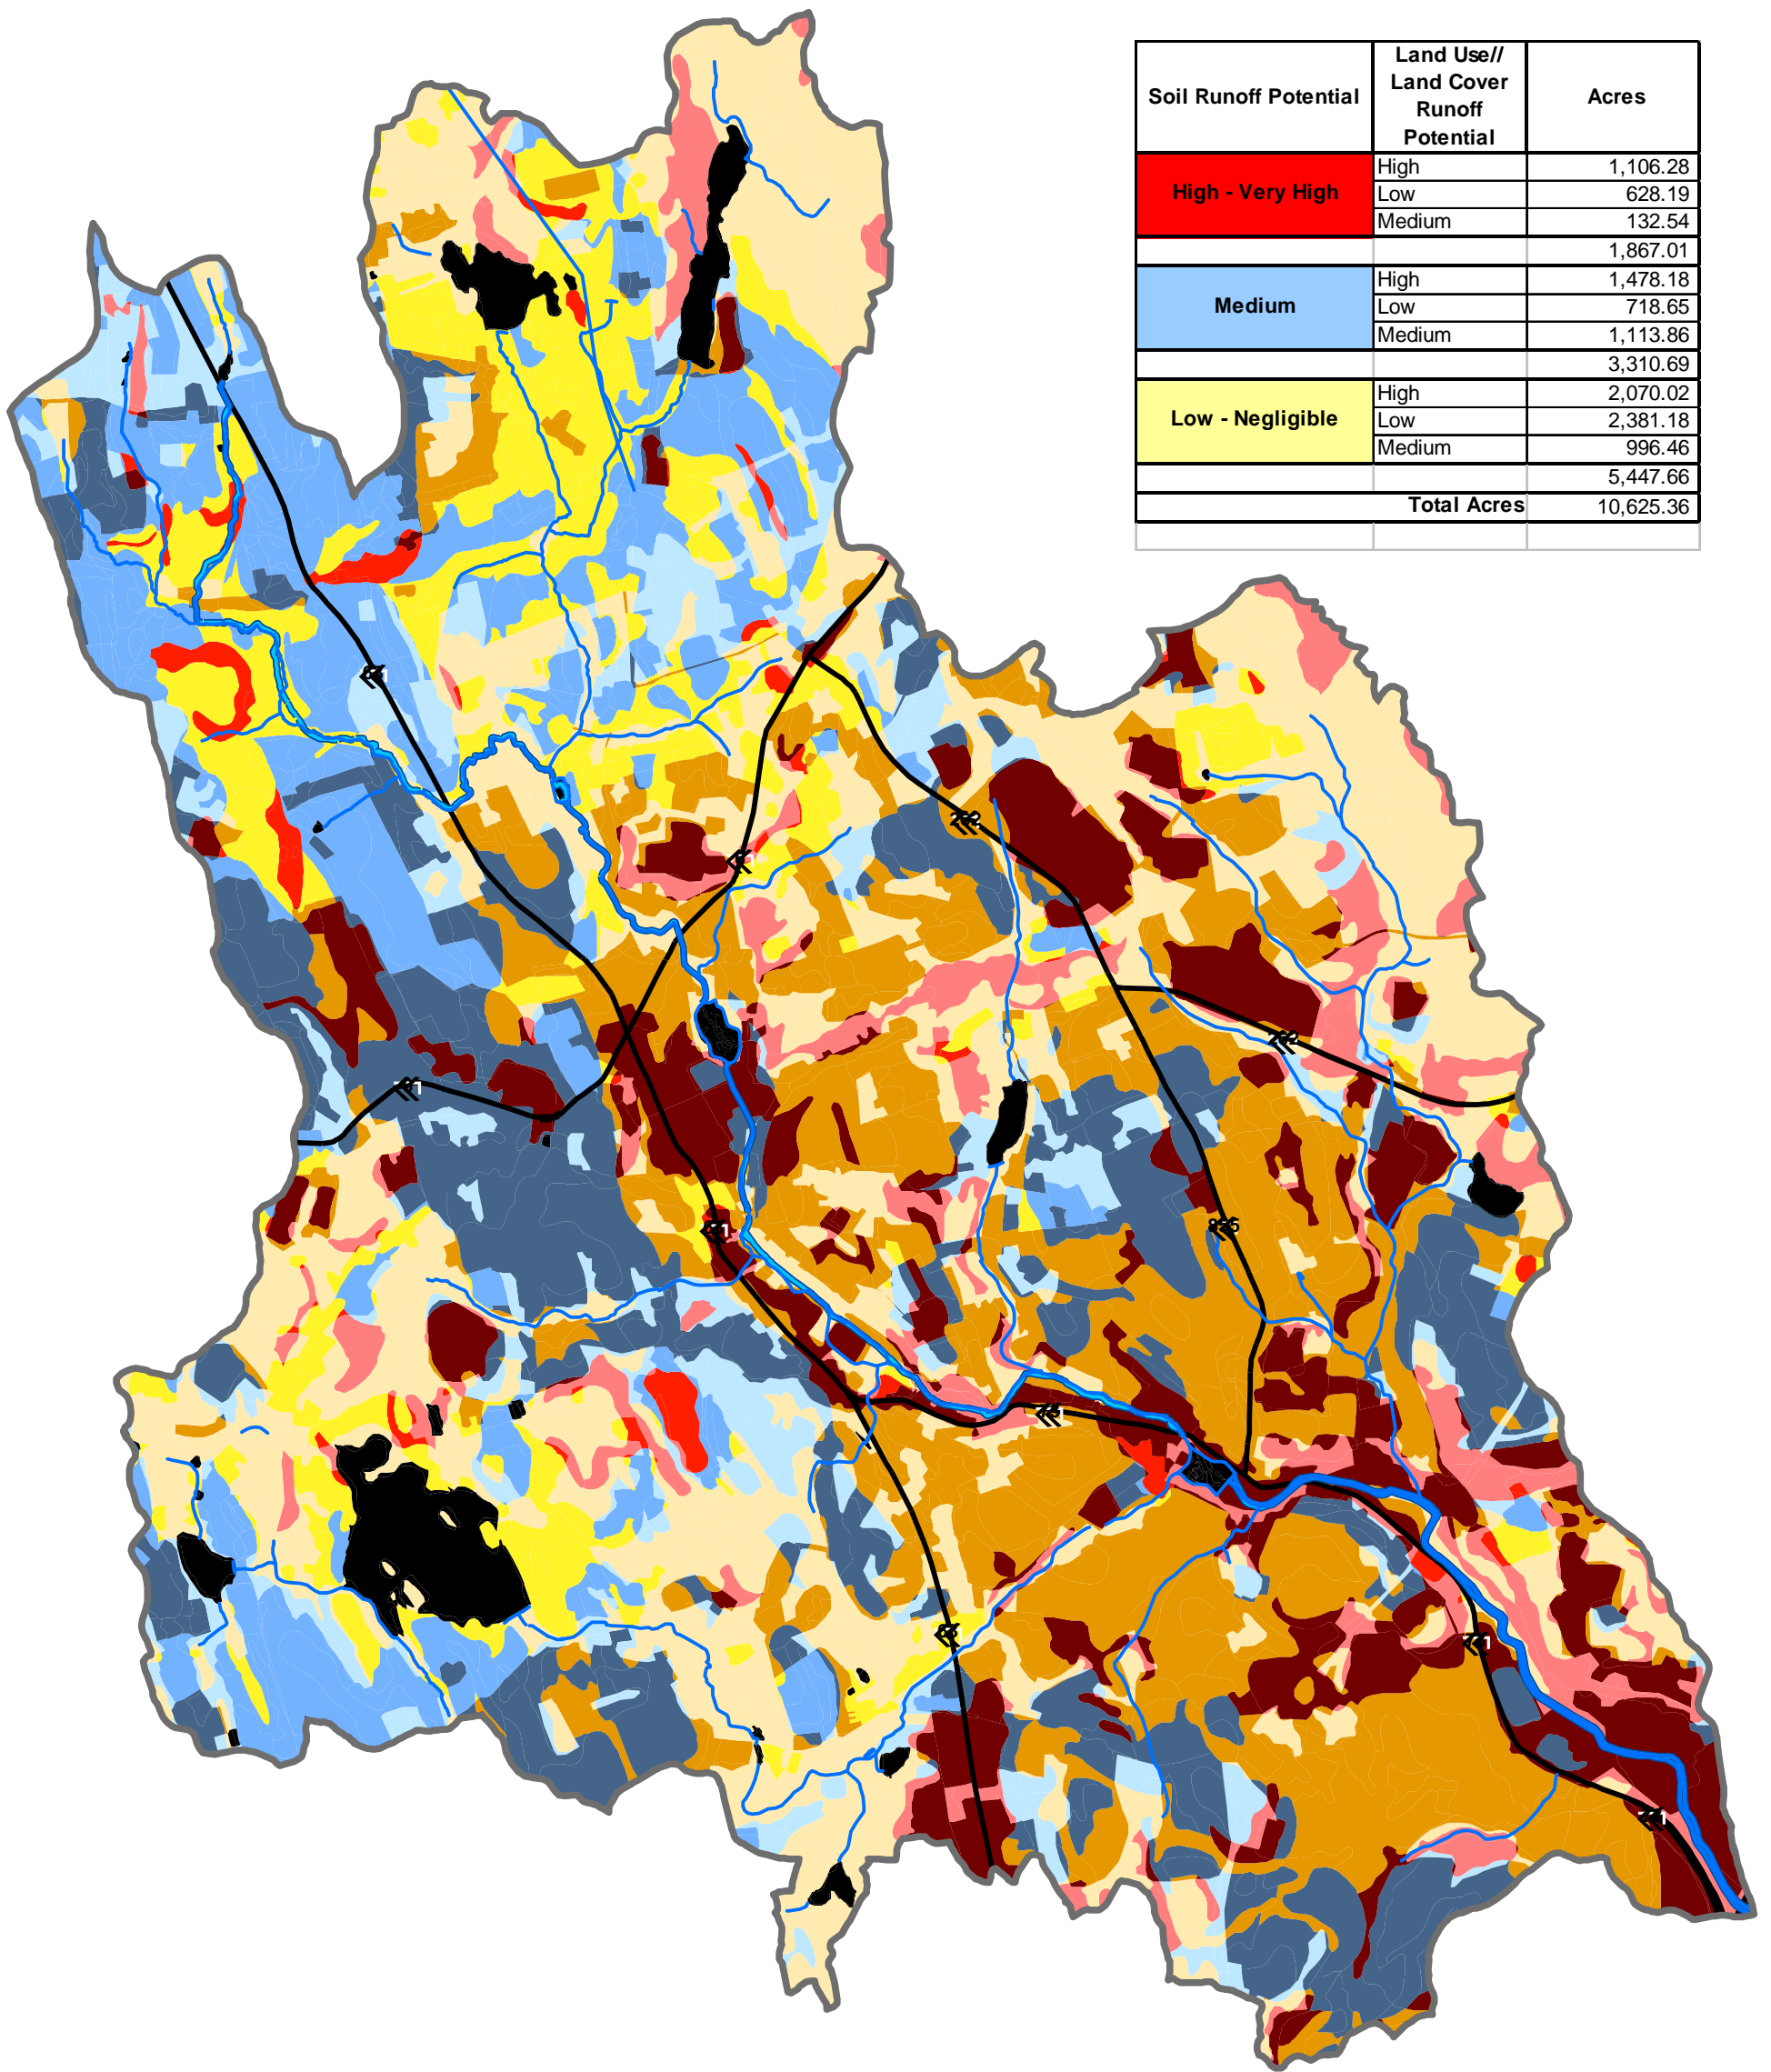 Soil Runoff Potential
Land Use//
Land Cover
Runoff
Potential
Acres
High - Very High
High 1,106.28
Low 628.19
Medium 132.54
1,867.01
Medium
High 1,478.18
Low 718.65
Medium 1,113.86
3,310.69
Low - Negligible
High 2,070.02
Low 2,381.18
Medium 996.46
5,447.66
Total Acres 10,625.36